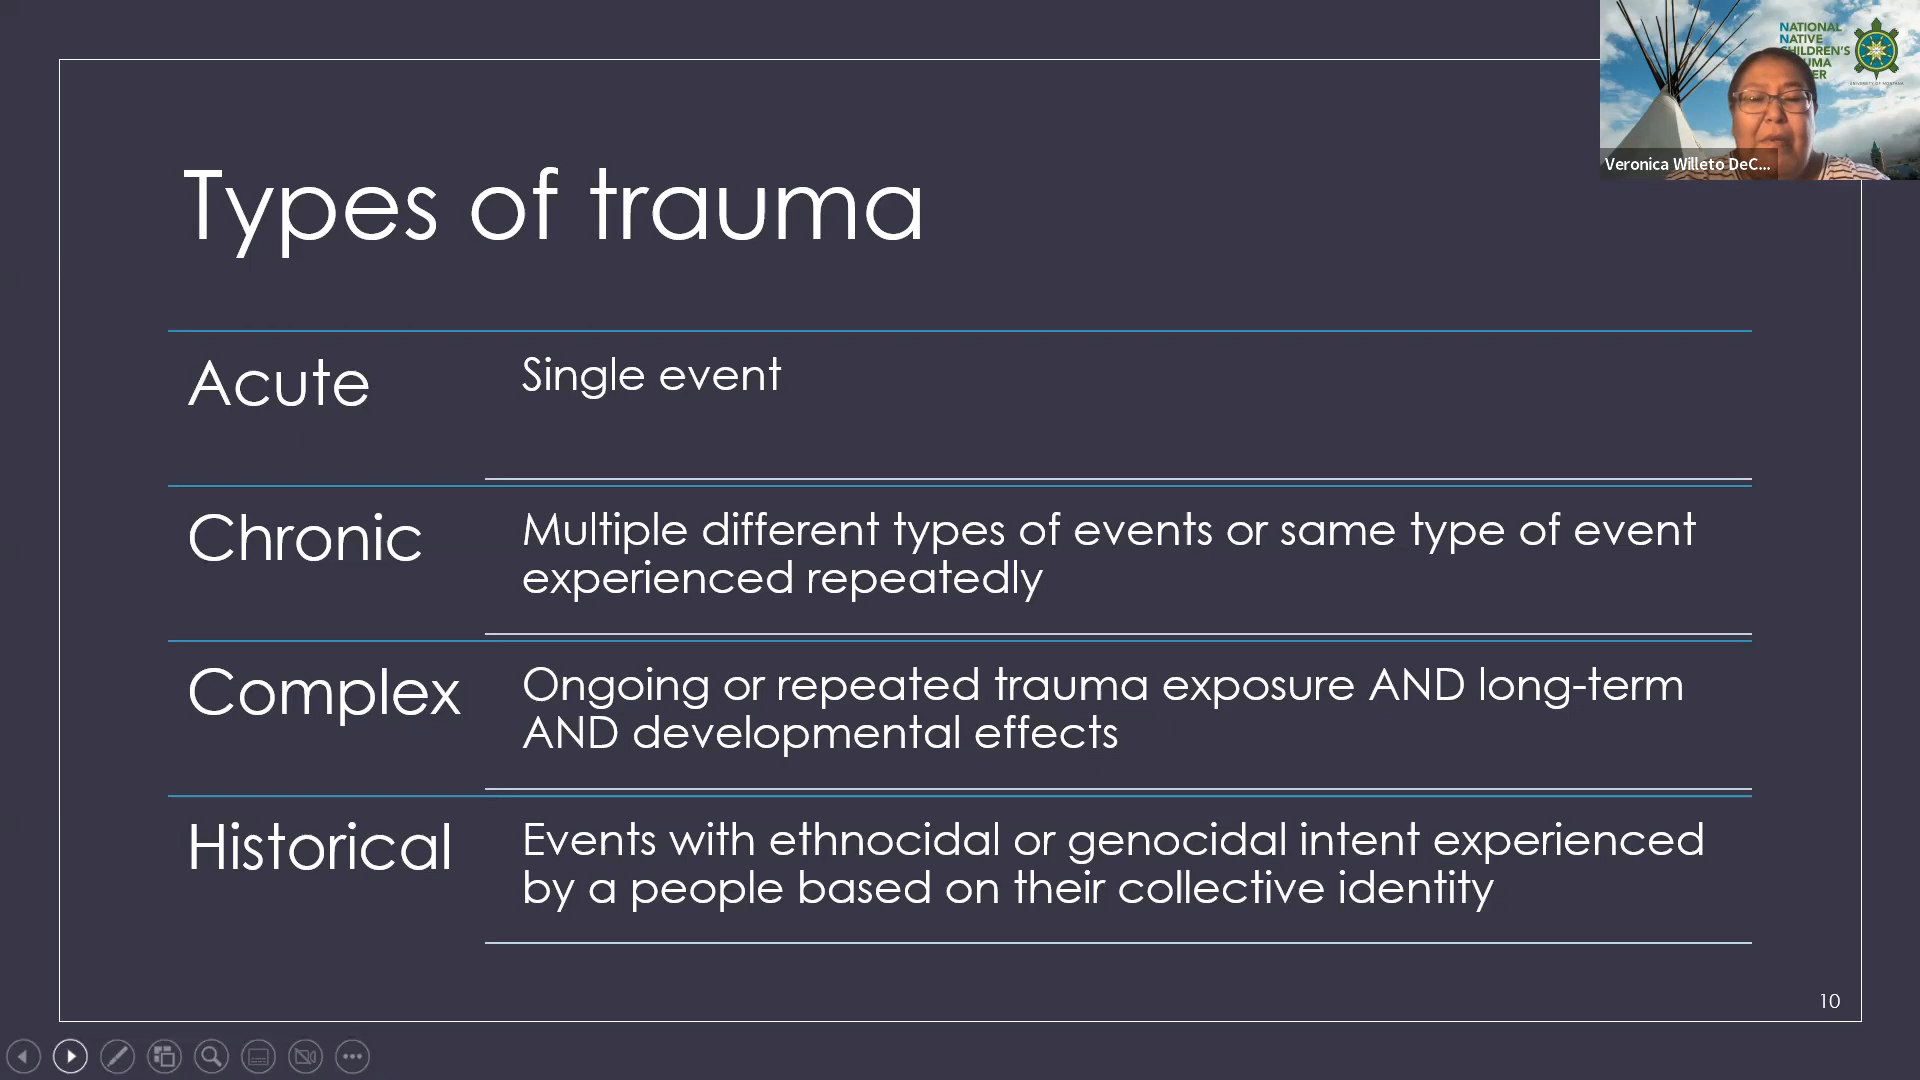 NATIONAL
NATIVE
CHILDREN'S
Veronica Willeto DeC...
Types of trauma
Acute
Single event
Chronic
Multiple different types of events or same type of event
experienced repeatedly
Complex
Ongoing or repeated trauma exposure AND long-term
AND developmental effects
Historical
Events with ethnocidal or genocidal intent experienced
by a people based on their collective identity
10